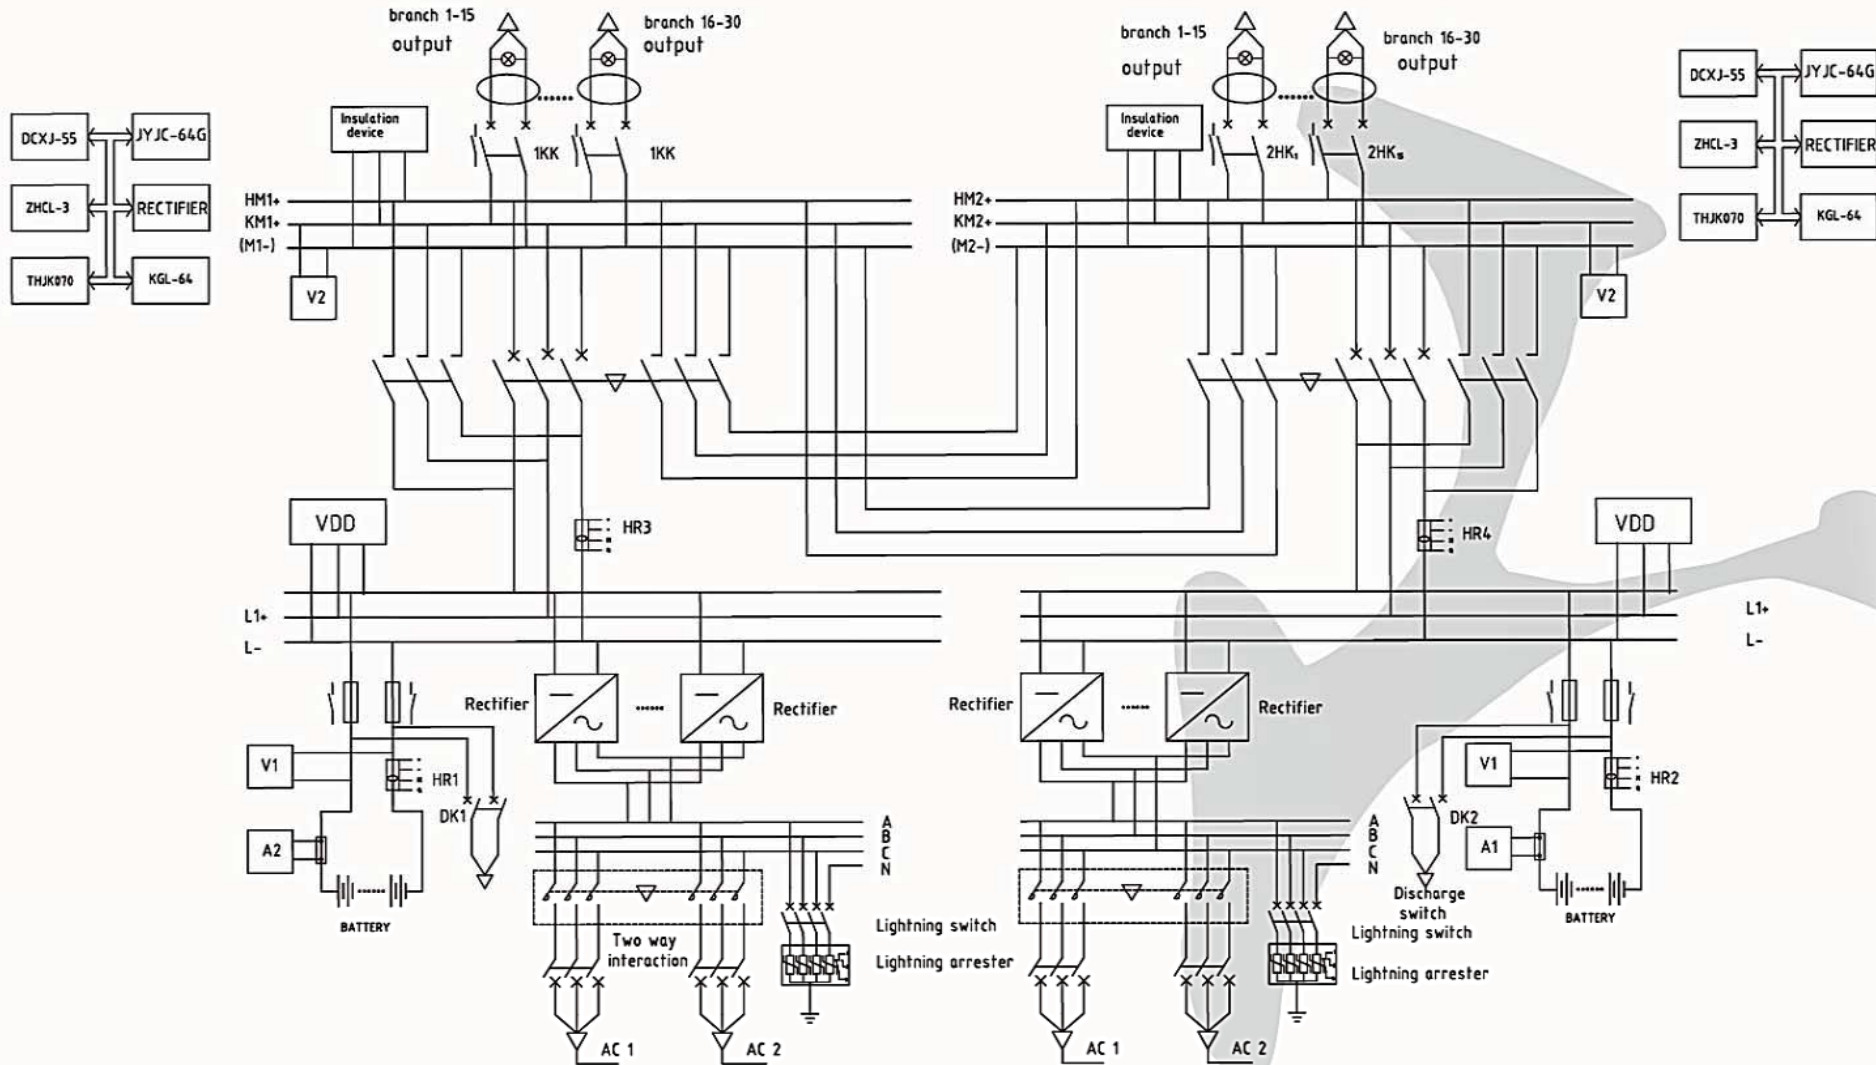 branch 1-15
output
branch 16-30
output
branch 1-15
output
branch 16-30
output
DCXJ-55
JYJC-64G
ZHCL-3
RECTIFIER
THJK070
KGL-64
Insulation
device
1KK
1KK
Insulation
device
2HK₁
2HK₁₅
DCXJ-55
JYJC-64G
ZHCL-3
RECTIFIER
THJK070
KGL-64
HM1+
KM1+
(M1-)
HM2+
KM2+
(M2-)
V2
V2
VDD
HR3
HR4
VDD
L1+
L-
L1+
L-
Rectifier
Rectifier
Rectifier
Rectifier
V1
HR1
DK1
A2
BATTERY
V1
HR2
DK2
A1
BATTERY
A
B
C
N
A
B
C
N
Two way
interaction
Lightning switch
Lightning arrester
Discharge
switch
Lightning switch
Lightning arrester
AC 1
AC 2
AC 1
AC 2